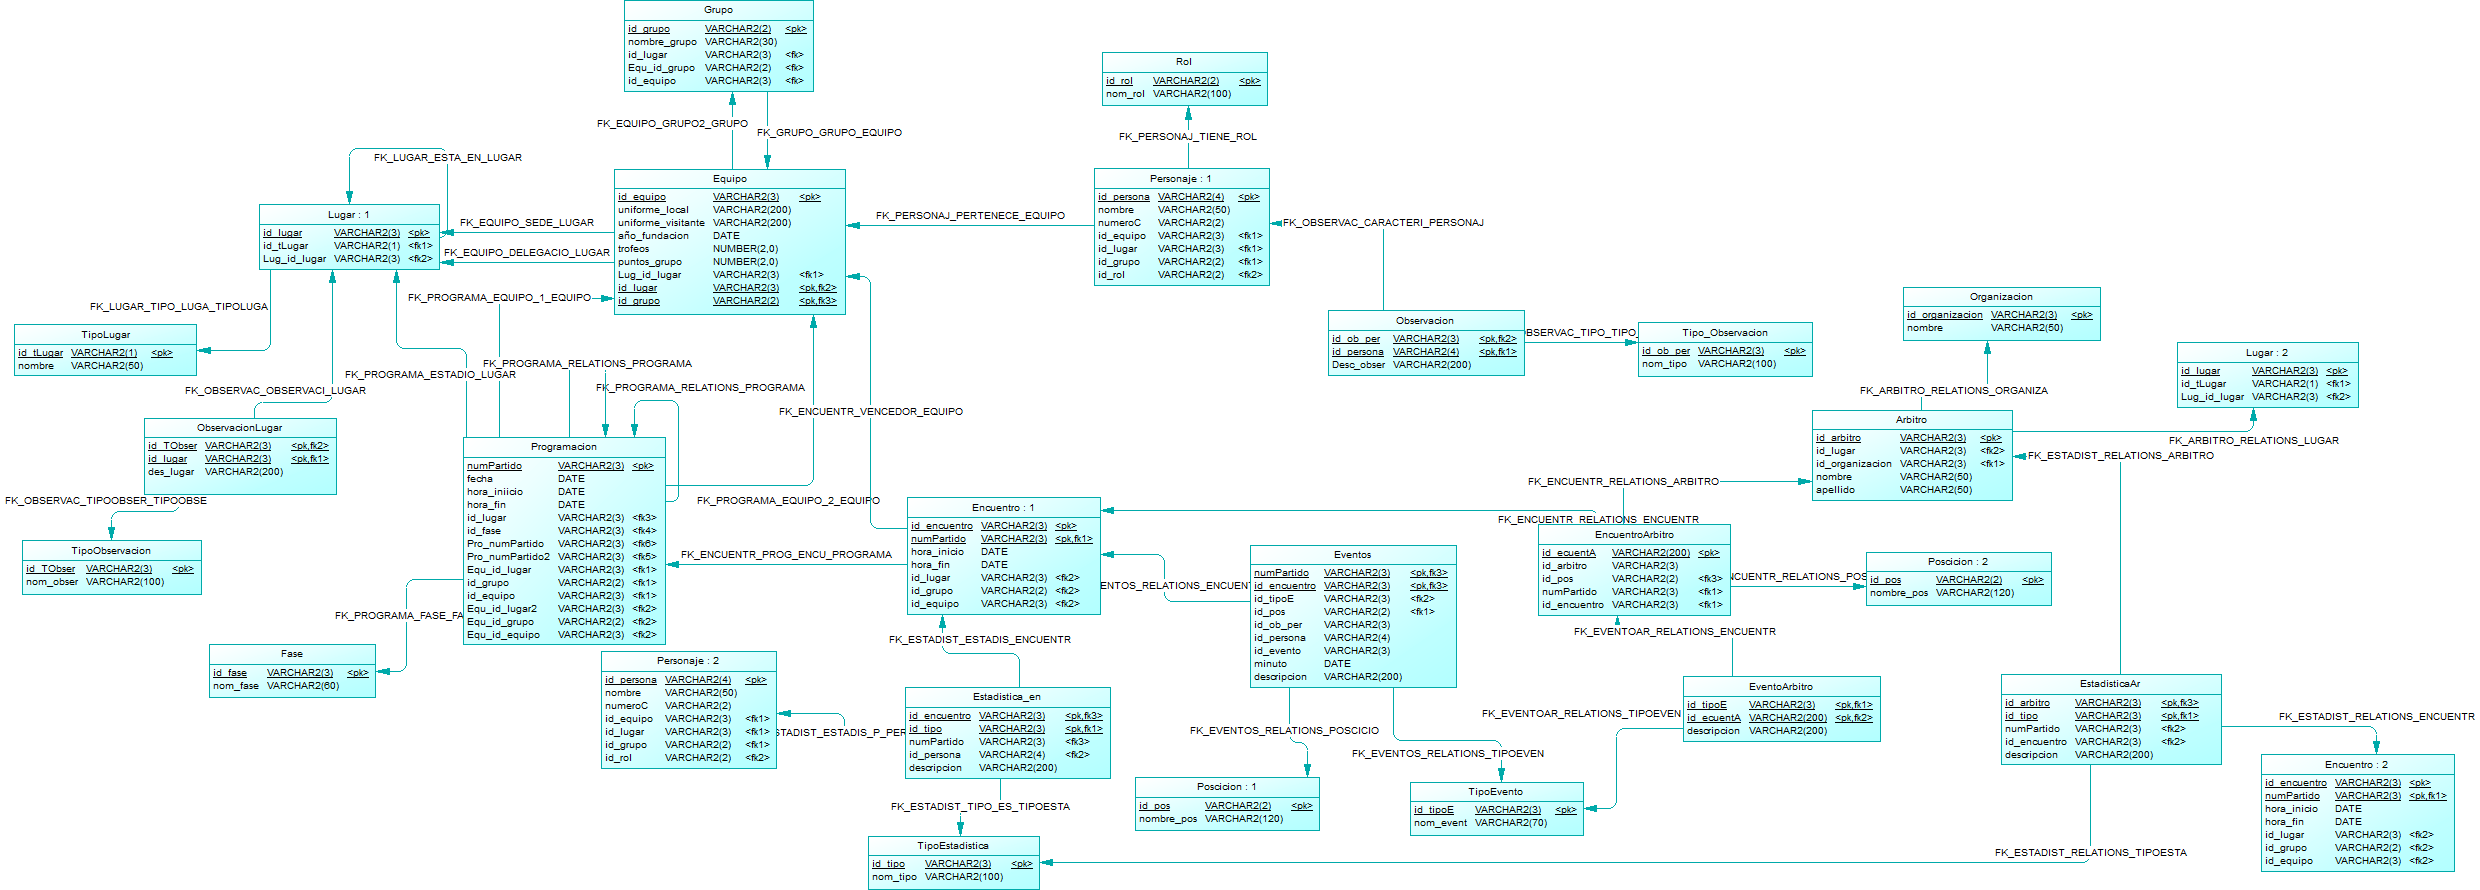 Grupo
id_grupo VARCHAR2(2) <pk>
nombre_grupo VARCHAR2(30)
id_lugar VARCHAR2(3) <fk>
Equ_id_grupo VARCHAR2(2) <fk>
id_equipo VARCHAR2(3) <fk>
Rol
id_rol VARCHAR2(2) <pk>
nom_rol VARCHAR2(100)
FK_EQUIPO_GRUPO2_GRUPO
FK_GRUPO_GRUPO_EQUIPO
FK_PERSONAJ_TIENE_ROL
FK_LUGAR_ESTA_EN_LUGAR
Equipo
id_equipo VARCHAR2(3) <pk>
uniforme_local VARCHAR2(200)
uniforme_visitante VARCHAR2(200)
año_fundacion DATE
trofeos NUMBER(2,0)
puntos_grupo NUMBER(2,0)
Lug_id_lugar VARCHAR2(3) <fk1>
id_lugar VARCHAR2(3) <pk,fk2>
id_grupo VARCHAR2(2) <pk,fk3>
Personaje : 1
id_persona VARCHAR2(4) <pk>
nombre VARCHAR2(50)
numeroC VARCHAR2(2)
id_equipo VARCHAR2(3) <fk1>
id_lugar VARCHAR2(3) <fk1>
id_grupo VARCHAR2(2) <fk1>
id_rol VARCHAR2(2) <fk2>
Lugar : 1
id_lugar VARCHAR2(3) <pk>
id_tLugar VARCHAR2(1) <fk1>
Lug_id_lugar VARCHAR2(3) <fk2>
FK_EQUIPO_SEDE_LUGAR
FK_EQUIPO_DELEGACIO_LUGAR
FK_PERSONAJ_PERTENECE_EQUIPO
FK_OBSERVAC_CARACTERI_PERSONAJ
FK_LUGAR_TIPO_LUGA_TIPOLUGA
FK_PROGRAMA_EQUIPO_1_EQUIPO
TipoLugar
id_tLugar VARCHAR2(1) <pk>
nombre VARCHAR2(50)
Observacion
id_ob_per VARCHAR2(3) <pk,fk2>
id_persona VARCHAR2(4) <pk,fk1>
Desc_obser VARCHAR2(200)
BSERVAC_TIPO_TIPO_
Tipo_Observacion
id_ob_per VARCHAR2(3) <pk>
nom_tipo VARCHAR2(100)
Organizacion
id_organizacion VARCHAR2(3) <pk>
nombre VARCHAR2(50)
Lugar : 2
id_lugar VARCHAR2(3) <pk>
id_tLugar VARCHAR2(1) <fk1>
Lug_id_lugar VARCHAR2(3) <fk2>
FK_PROGRAMA_RELATIONS_PROGRAMA
FK_PROGRAMA_ESTADIO_LUGAR
FK_PROGRAMA_RELATIONS_PROGRAMA
FK_OBSERVAC_OBSERVACI_LUGAR
FK_ENCUENTR_VENCEDOR_EQUIPO
FK_ARBITRO_RELATIONS_ORGANIZA
FK_ARBITRO_RELATIONS_LUGAR
FK_ESTADIST_RELATIONS_ARBITRO
ObservacionLugar
id_TObser VARCHAR2(3) <pk,fk2>
id_lugar VARCHAR2(3) <pk,fk1>
des_lugar VARCHAR2(200)
Arbitro
id_arbitro VARCHAR2(3) <pk>
id_lugar VARCHAR2(3) <fk2>
id_organizacion VARCHAR2(3) <fk1>
nombre VARCHAR2(50)
apellido VARCHAR2(50)
Programacion
numPartido VARCHAR2(3) <pk>
fecha DATE
hora_iniicio DATE
hora_fin DATE
id_lugar VARCHAR2(3) <fk3>
id_fase VARCHAR2(3) <fk4>
Pro_numPartido VARCHAR2(3) <fk6>
Pro_numPartido2 VARCHAR2(3) <fk5>
Equ_id_lugar VARCHAR2(3) <fk1>
id_grupo VARCHAR2(2) <fk1>
id_equipo VARCHAR2(3) <fk1>
Equ_id_lugar2 VARCHAR2(3) <fk2>
Equ_id_grupo VARCHAR2(2) <fk2>
Equ_id_equipo VARCHAR2(3) <fk2>
FK_OBSERVAC_TIPOOBSER_TIPOOBSE
FK_PROGRAMA_EQUIPO_2_EQUIPO
FK_ENCUENTR_RELATIONS_ARBITRO
FK_ENCUENTR_RELATIONS_ENCUENTR
TipoObservacion
id_TObser VARCHAR2(3) <pk>
nom_obser VARCHAR2(100)
Encuentro : 1
id_encuentro VARCHAR2(3) <pk>
numPartido VARCHAR2(3) <pk,fk1>
hora_inicio DATE
hora_fin DATE
id_lugar VARCHAR2(3) <fk2>
id_grupo VARCHAR2(2) <fk2>
id_equipo VARCHAR2(3) <fk2>
FK_ENCUENTR_PROG_ENCU_PROGRAMA
ENTOS_RELATIONS_ENCUENT
Eventos
numPartido VARCHAR2(3) <pk,fk3>
id_encuentro VARCHAR2(3) <pk,fk3>
id_tipoE VARCHAR2(3) <fk2>
id_pos VARCHAR2(2) <fk1>
id_ob_per VARCHAR2(3)
id_persona VARCHAR2(4)
id_evento VARCHAR2(3)
minuto DATE
descripcion VARCHAR2(200)
EncuentroArbitro
id_ecuentA VARCHAR2(200) <pk>
id_arbitro VARCHAR2(3)
id_pos VARCHAR2(2) <fk3>
numPartido VARCHAR2(3) <fk1>
id_encuentro VARCHAR2(3) <fk1>
NCUENTR_RELATIONS_POS
Poscicion : 2
id_pos VARCHAR2(2) <pk>
nombre_pos VARCHAR2(120)
FK_PROGRAMA_FASE_FA
FK_ESTADIST_ESTADIS_ENCUENTR
FK_EVENTOAR_RELATIONS_ENCUENTR
Fase
id_fase VARCHAR2(3) <pk>
nom_fase VARCHAR2(60)
Personaje : 2
id_persona VARCHAR2(4) <pk>
nombre VARCHAR2(50)
numeroC VARCHAR2(2)
id_equipo VARCHAR2(3) <fk1>
id_lugar VARCHAR2(3) <fk1>
id_grupo VARCHAR2(2) <fk1>
id_rol VARCHAR2(2) <fk2>
STADIST_ESTADIS_P_PER
Estadistica_en
id_encuentro VARCHAR2(3) <pk,fk3>
id_tipo VARCHAR2(3) <pk,fk1>
numPartido VARCHAR2(3) <fk3>
id_persona VARCHAR2(4) <fk2>
descripcion VARCHAR2(200)
EventoArbitro
id_tipoE VARCHAR2(3) <pk,fk1>
id_ecuentA VARCHAR2(200) <pk,fk2>
descripcion VARCHAR2(200)
EstadisticaAr
id_arbitro VARCHAR2(3) <pk,fk3>
id_tipo VARCHAR2(3) <pk,fk1>
numPartido VARCHAR2(3) <fk2>
id_encuentro VARCHAR2(3) <fk2>
descripcion VARCHAR2(200)
FK_EVENTOAR_RELATIONS_TIPOEVEN
FK_ESTADIST_RELATIONS_ENCUENTR
FK_EVENTOS_RELATIONS_POSCICIO
FK_EVENTOS_RELATIONS_TIPOEVEN
Poscicion : 1
id_pos VARCHAR2(2) <pk>
nombre_pos VARCHAR2(120)
TipoEvento
id_tipoE VARCHAR2(3) <pk>
nom_event VARCHAR2(70)
Encuentro : 2
id_encuentro VARCHAR2(3) <pk>
numPartido VARCHAR2(3) <pk,fk1>
hora_inicio DATE
hora_fin DATE
id_lugar VARCHAR2(3) <fk2>
id_grupo VARCHAR2(2) <fk2>
id_equipo VARCHAR2(3) <fk2>
FK_ESTADIST_TIPO_ES_TIPOESTA
TipoEstadistica
id_tipo VARCHAR2(3) <pk>
nom_tipo VARCHAR2(100)
FK_ESTADIST_RELATIONS_TIPOESTA